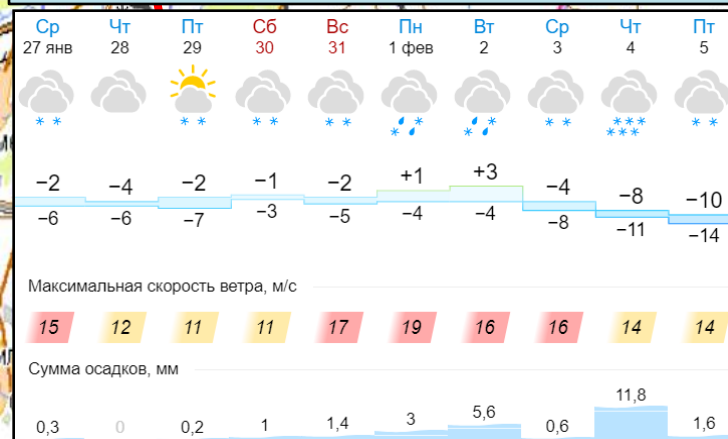 Ср Чт Пт Сб Вс Пн Вт Ср Чт Пт
27 янв 28 29 30 31 1 фев 2 3 4 5
−2 −4 −2 −1 −2 +1 +3 −4 −8 −10
−6 −6 −7 −3 −5 −4 −4 −8 −11 −14
Максимальная скорость ветра, м/с
15 12 11 11 17 19 16 16 14 14
Сумма осадков, мм
0,3 0 0,2 1 1,4 3 5,6 0,6 11,8 1,6